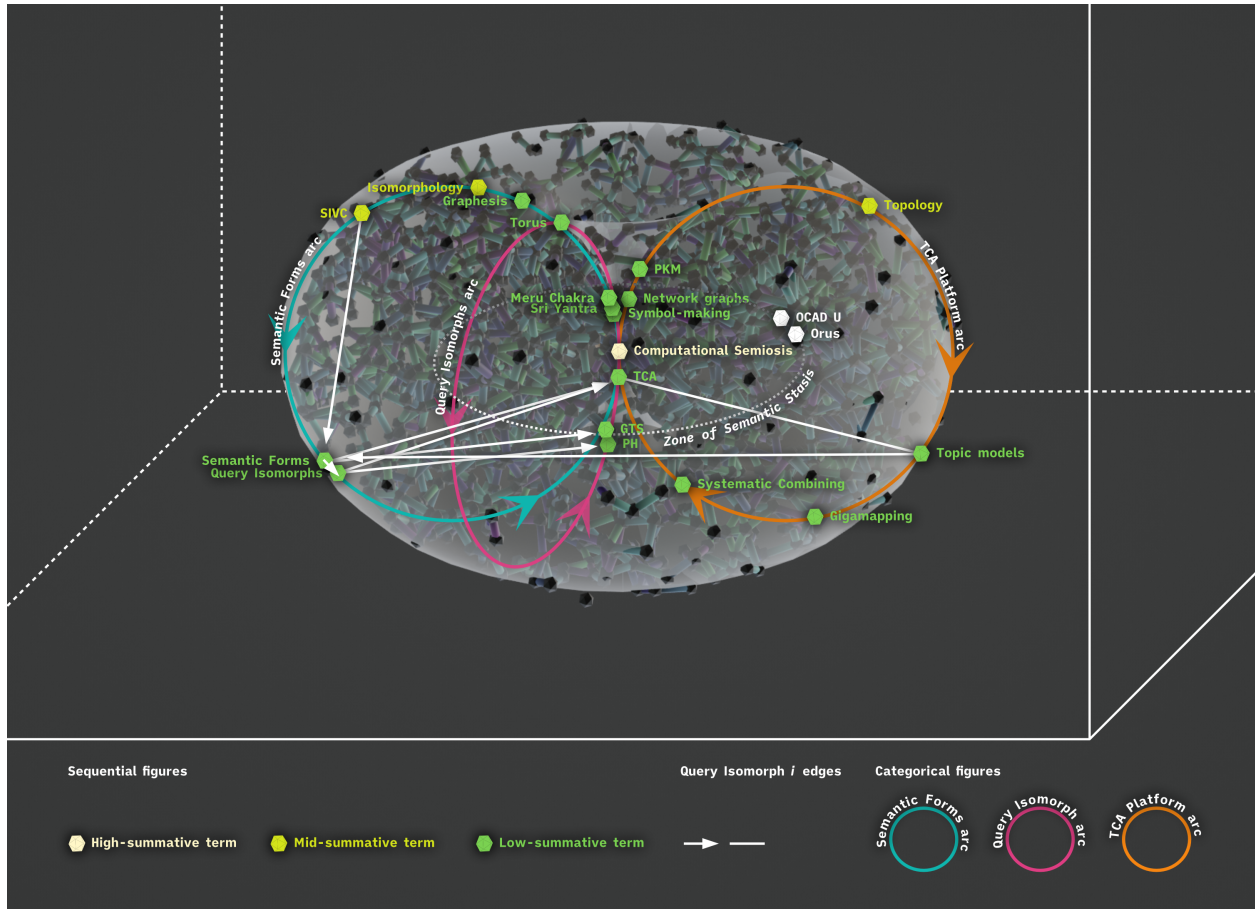 Isomorphology
Graphesis
SIVC
Torus
Topology
Semantic Forms arc
TCA Platform arc
PKM
Query Isomorphs arc
Meru Chakra
Network graphs
Sri Yantra
Symbol-making
OCAD U
Orus
Computational Semiosis
TCA
Zone of Semantic Stasis
GTS
PH
Semantic Forms
Query Isomorphs
Topic models
Systematic Combining
Gigamapping
Sequential figures
Query Isomorph i edges
Categorical figures
High-summative term
Mid-summative term
Low-summative term
Semantic Forms arc
Query Isomorph arc
TCA Platform arc